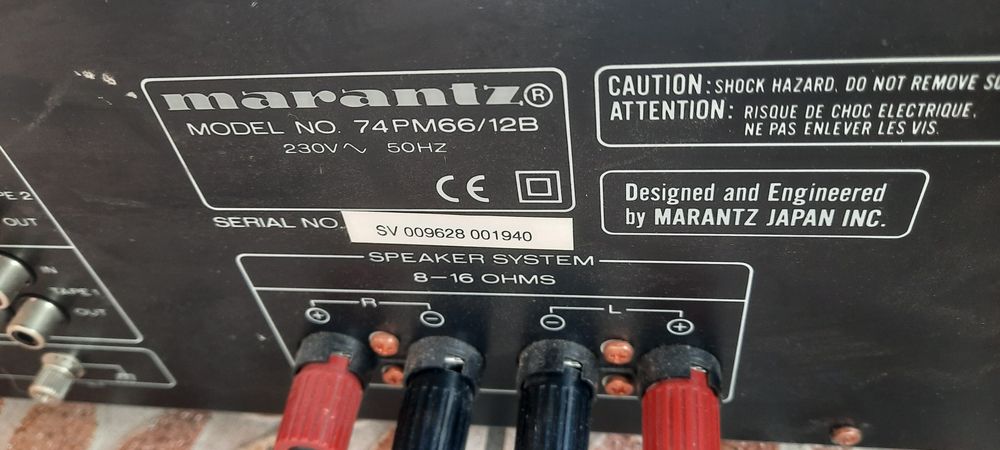 marantz®
MODEL NO. 74PM66/12B
230V～ 50HZ
CE
SERIAL NO.
SV 009628 001940
CAUTION: SHOCK HAZARD. DO NOT REMOVE
ATTENTION: RISQUE DE CHOC ELECTRIQUE.
NE PAS ENLEVER LES VIS.
Designed and Engineered
by MARANTZ JAPAN INC.
2
OUT
IN
TAPE 1
OUT
SPEAKER SYSTEM
8–16 OHMS
+ R −
− L +